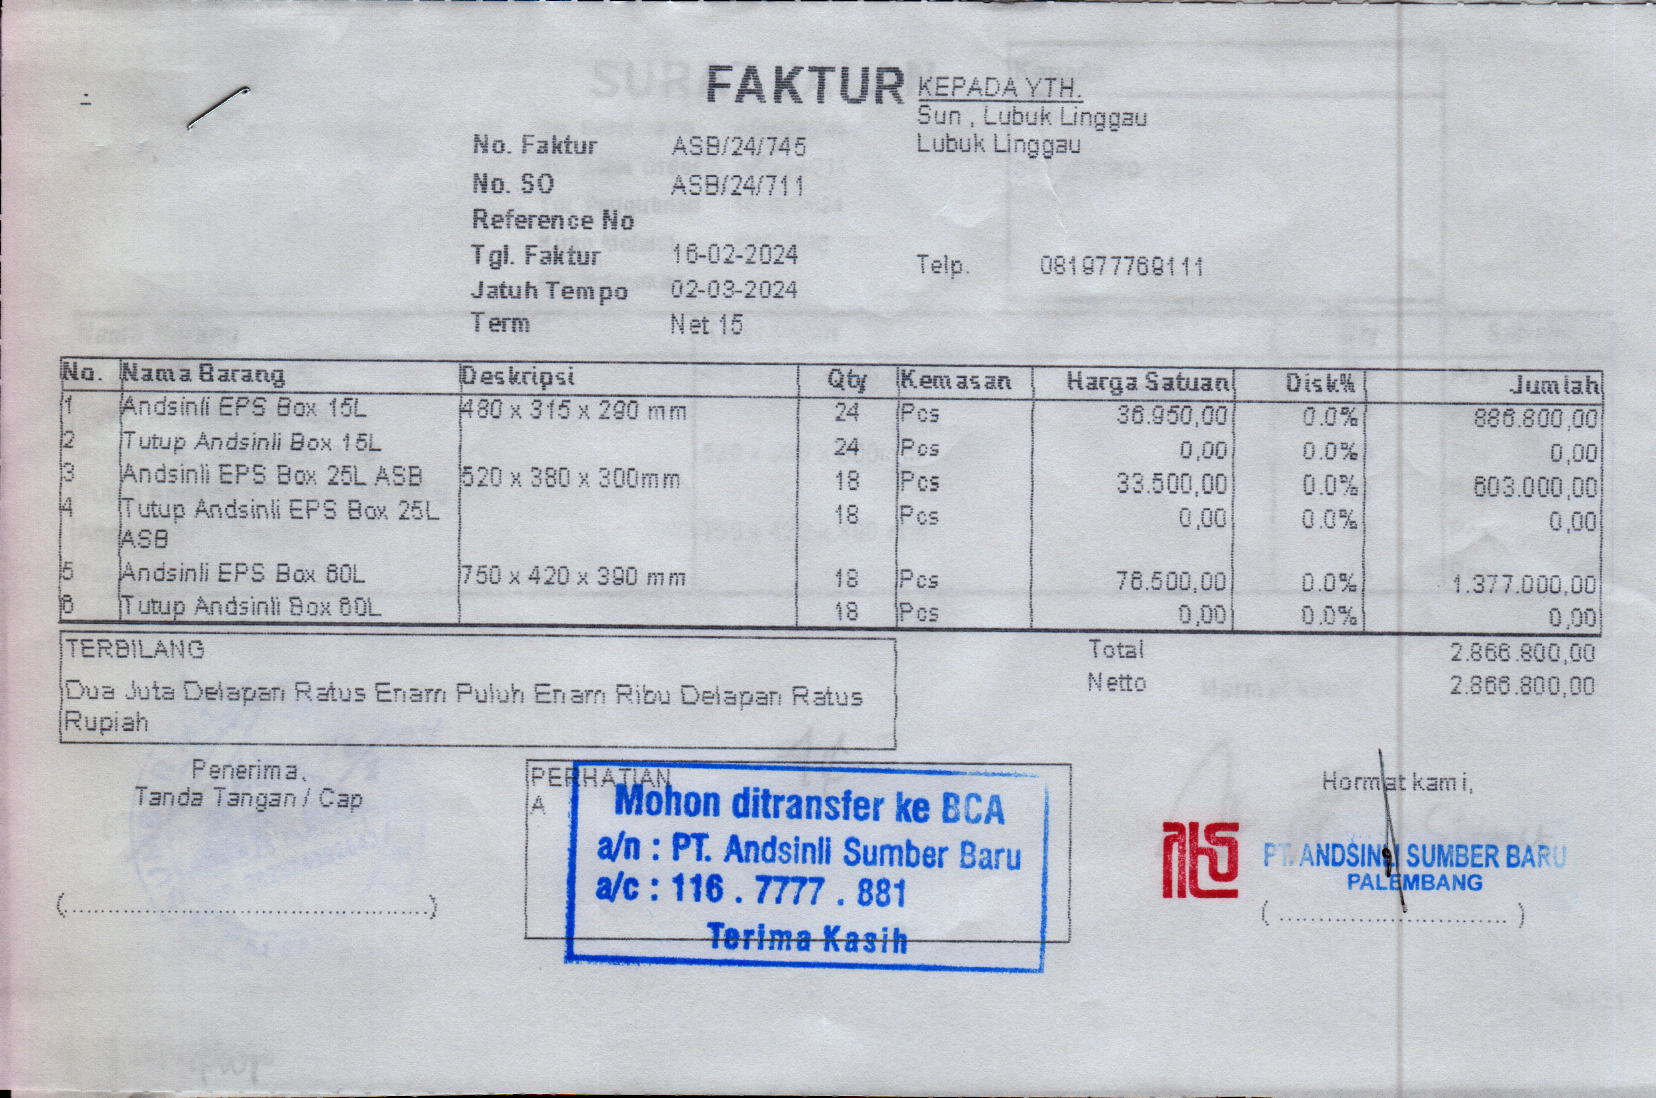 FAKTUR
KEPADA YTH.
Sun , Lubuk Linggau
Lubuk Linggau
No. Faktur ASB/24/745
No. SO ASB/24/711
Reference No
Tgl. Faktur 16-02-2024
Telp. 081977769111
Jatuh Tempo 02-03-2024
Term Net 15
No. Nama Barang Deskripsi Qty Kemasan Harga Satuan Disk% Jumlah
1 Andsinli EPS Box 15L 480 x 315 x 290 mm 24 Pcs 36.950,00 0.0% 886.800,00
2 Tutup Andsinli Box 15L 24 Pcs 0,00 0.0% 0,00
3 Andsinli EPS Box 25L ASB 520 x 380 x 300mm 18 Pcs 33.500,00 0.0% 603.000,00
4 Tutup Andsinli EPS Box 25L 18 Pcs 0,00 0.0% 0,00
ASB
5 Andsinli EPS Box 60L 750 x 420 x 390 mm 18 Pcs 76.500,00 0.0% 1.377.000,00
6 Tutup Andsinli Box 60L 18 Pcs 0,00 0.0% 0,00
TERBILANG
Dua Juta Delapan Ratus Enam Puluh Enam Ribu Delapan Ratus
Rupiah
Total 2.866.800,00
Netto 2.866.800,00
Penerima,
Tanda Tangan / Cap
(............................................)
PERHATIAN
A
Mohon ditransfer ke BCA
a/n : PT. Andsinli Sumber Baru
a/c : 116 . 7777 . 881
Terima Kasih
Hormat kami,
PT. ANDSINLI SUMBER BARU
PALEMBANG
( ............................ )